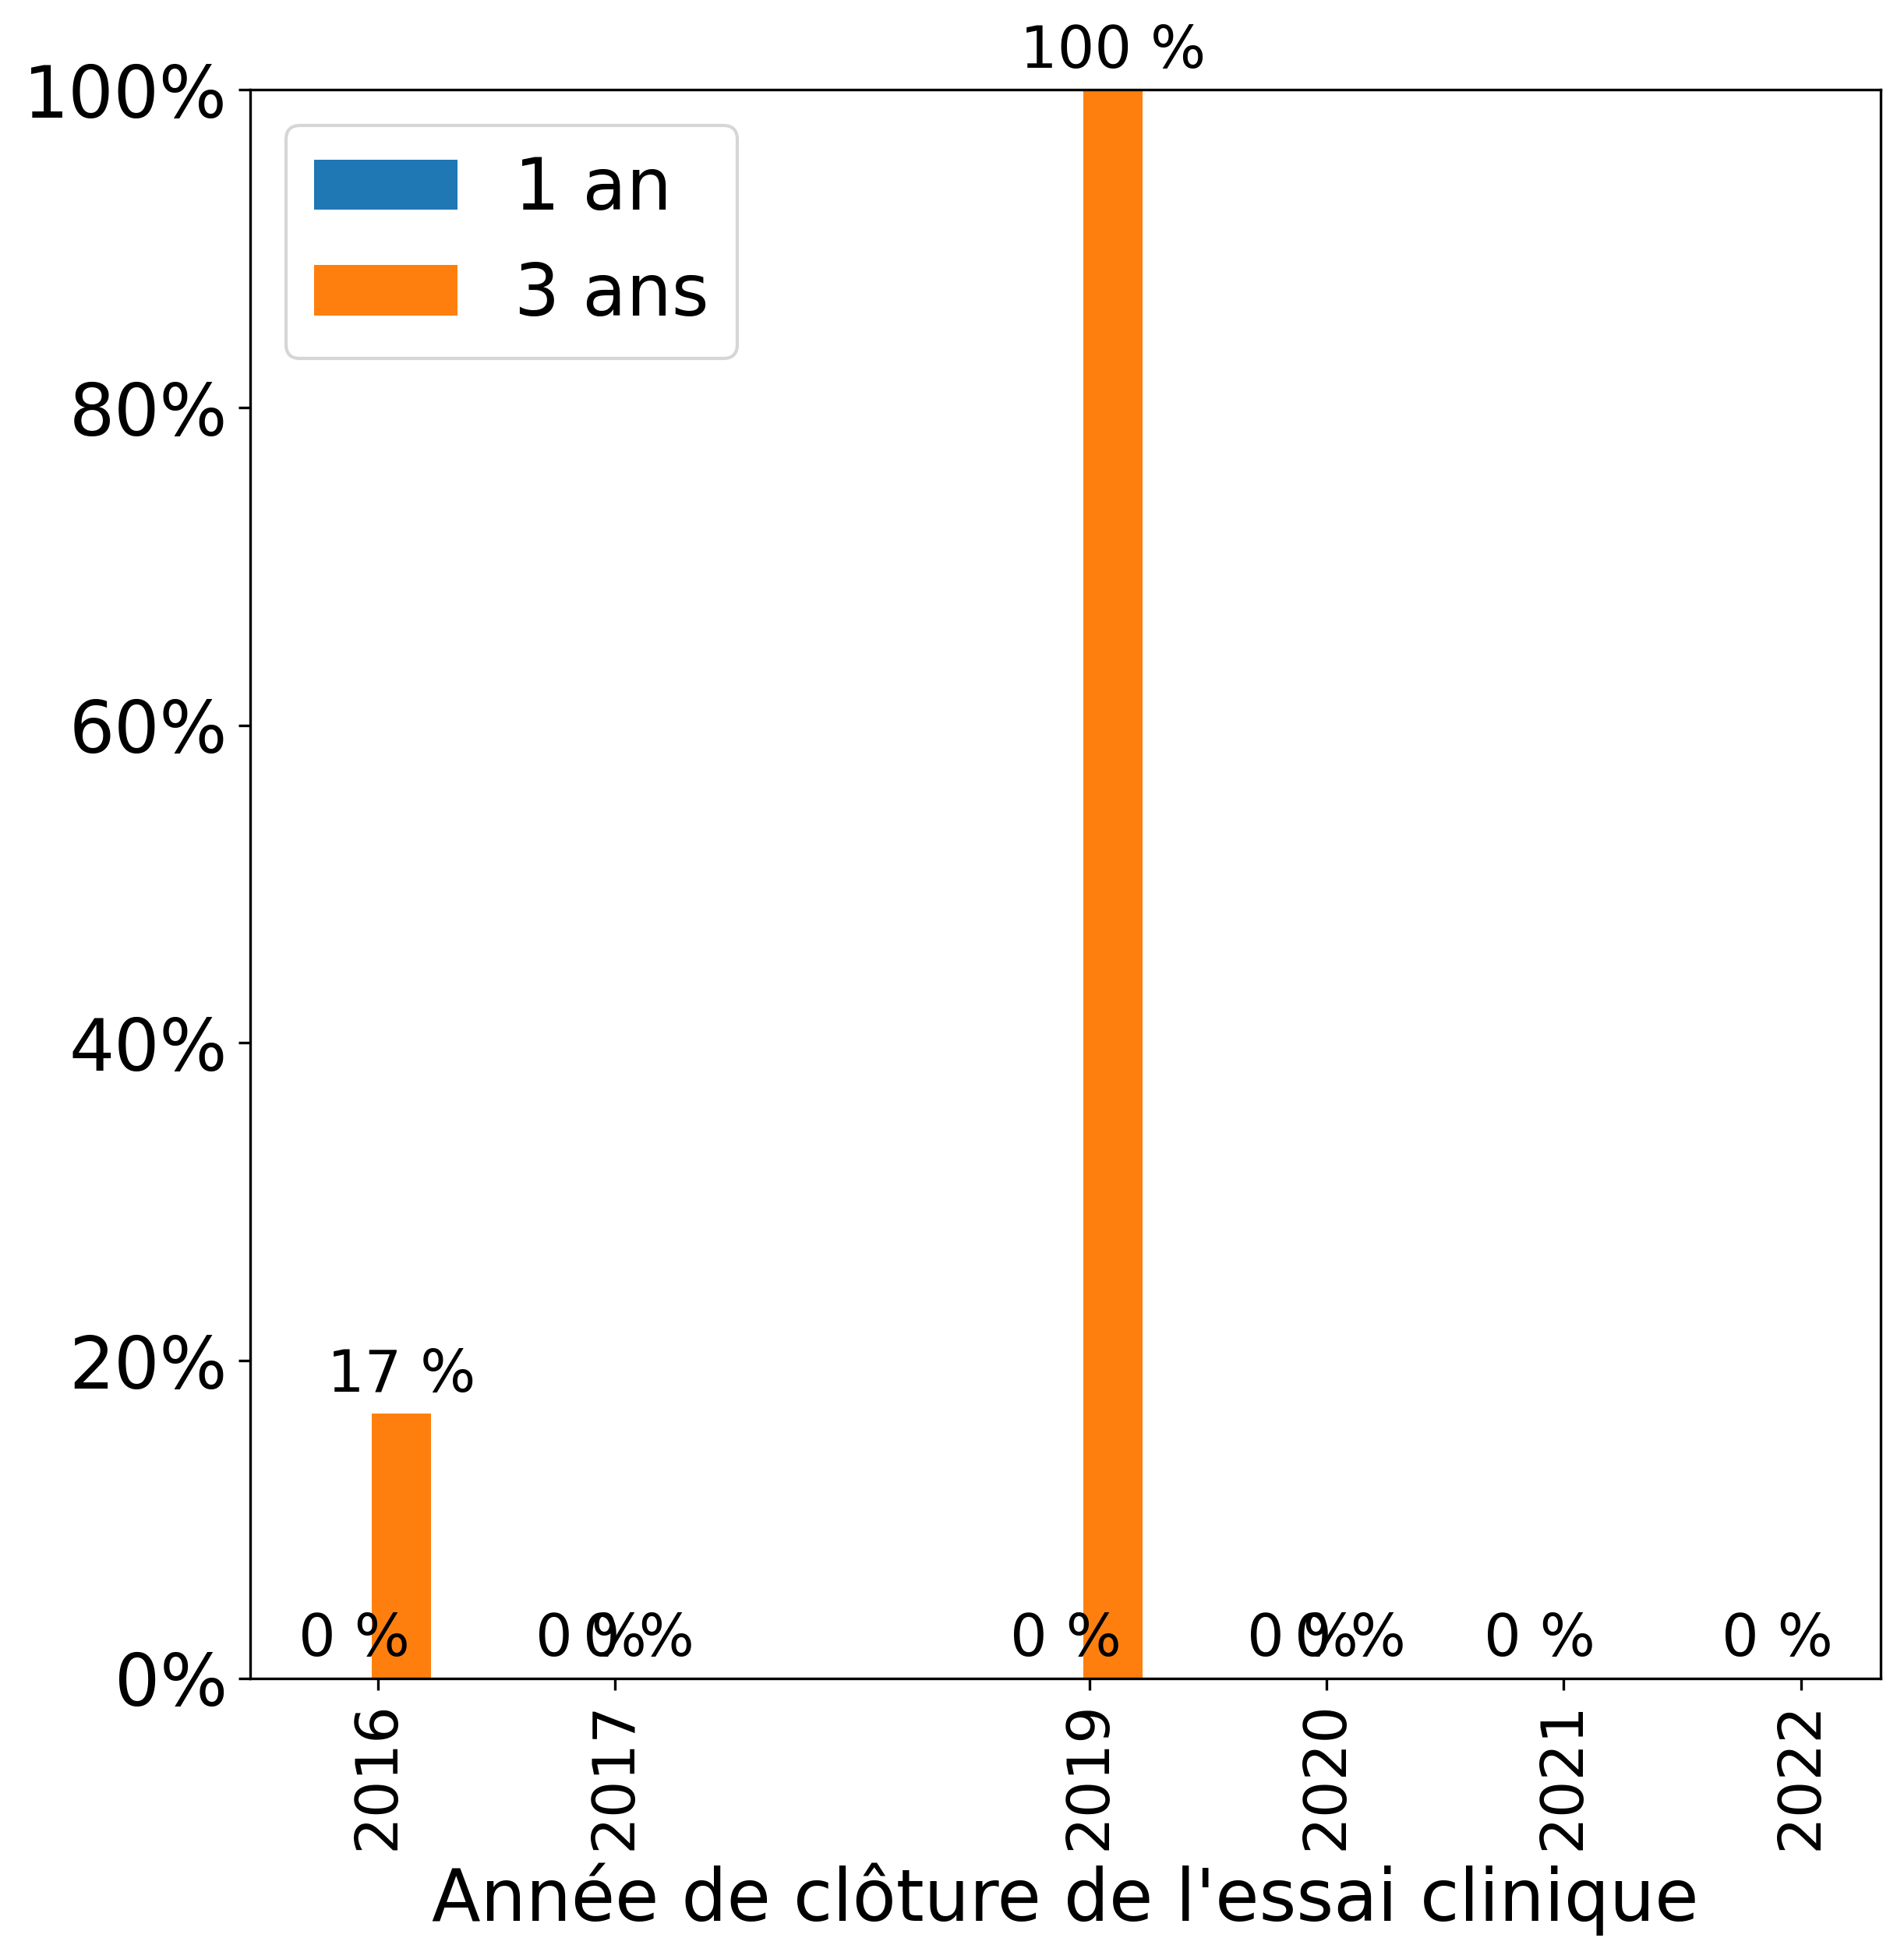 100 %
100%
1 an
3 ans
80%
60%
40%
20%
17 %
0 % 0 % 0 % 0 % 0 % 0 % 0 % 0 %
0%
2016 2017 2019 2020 2021 2022
Année de clôture de l'essai clinique